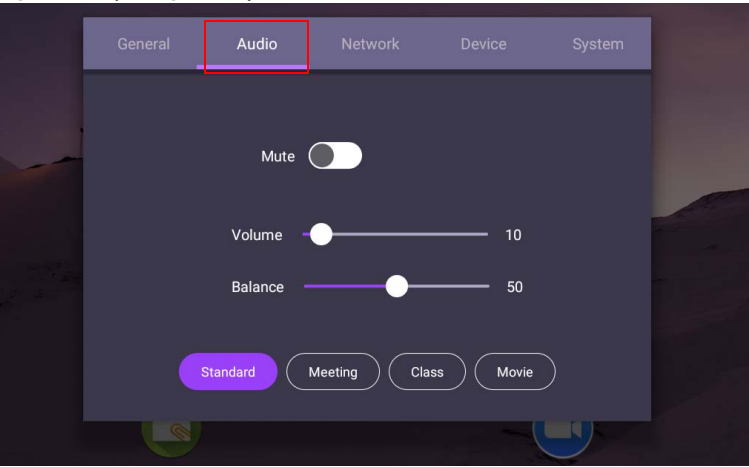 General Audio Network Device System
Mute
Volume 10
Balance 50
Standard Meeting Class Movie